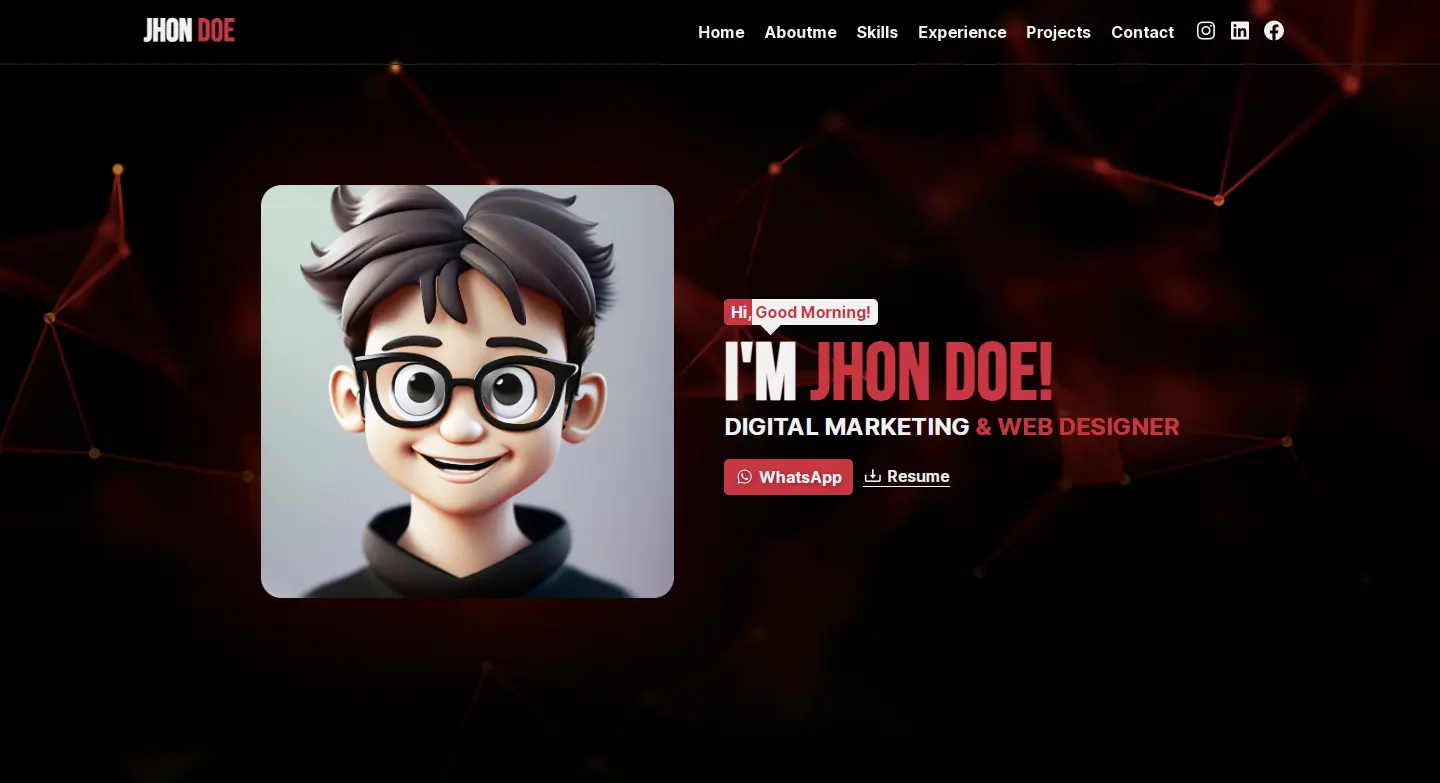 JHON DOE
Home Aboutme Skills Experience Projects Contact
Hi, Good Morning!
I'M JHON DOE!
DIGITAL MARKETING & WEB DESIGNER
WhatsApp Resume